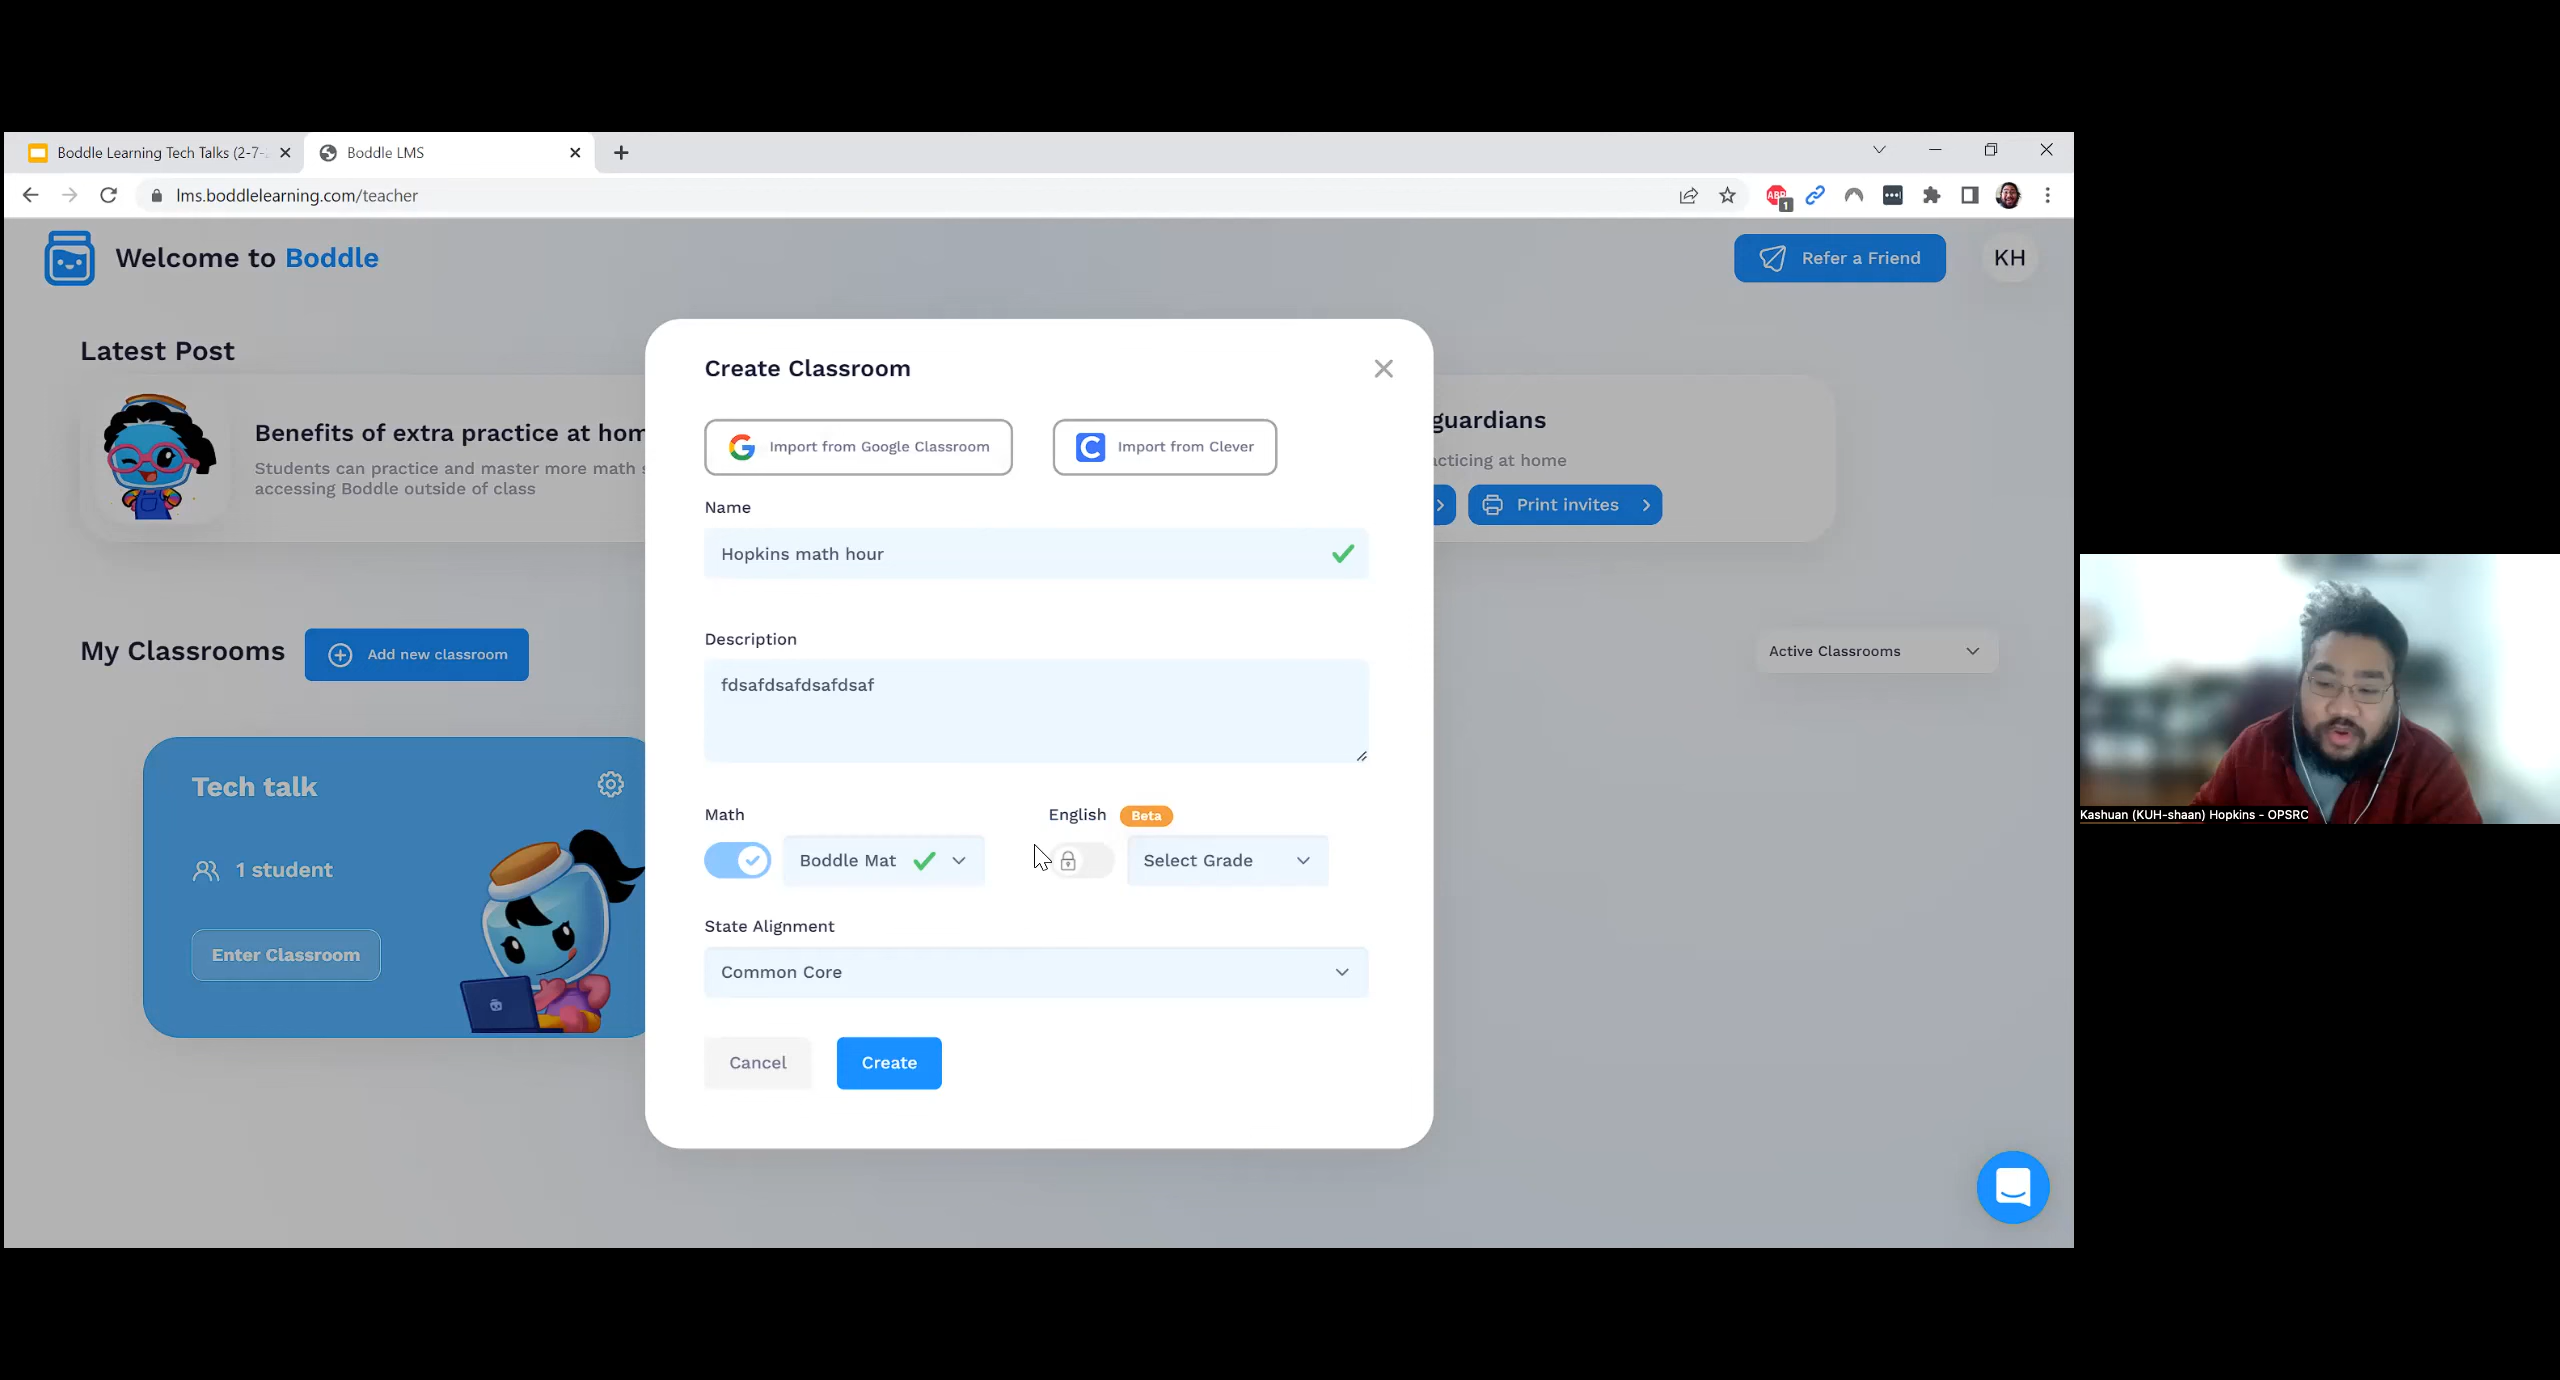 Boddle Learning Tech Talks (2-7-
Boddle LMS
lms.boddlelearning.com/teacher
ABP
1
Welcome to Boddle
Refer a Friend
KH
Latest Post
Benefits of extra practice at hom
Students can practice and master more math s
accessing Boddle outside of class
guardians
acticing at home
Print invites
My Classrooms
Add new classroom
Active Classrooms
Tech talk
1 student
Enter Classroom
Create Classroom
Import from Google Classroom
Import from Clever
Name
Hopkins math hour
Description
fdsafdsafdsafdsaf
Math
English Beta
Boddle Mat
Select Grade
State Alignment
Common Core
Cancel
Create
Kashuan (KUH-shaan) Hopkins - OPSRC